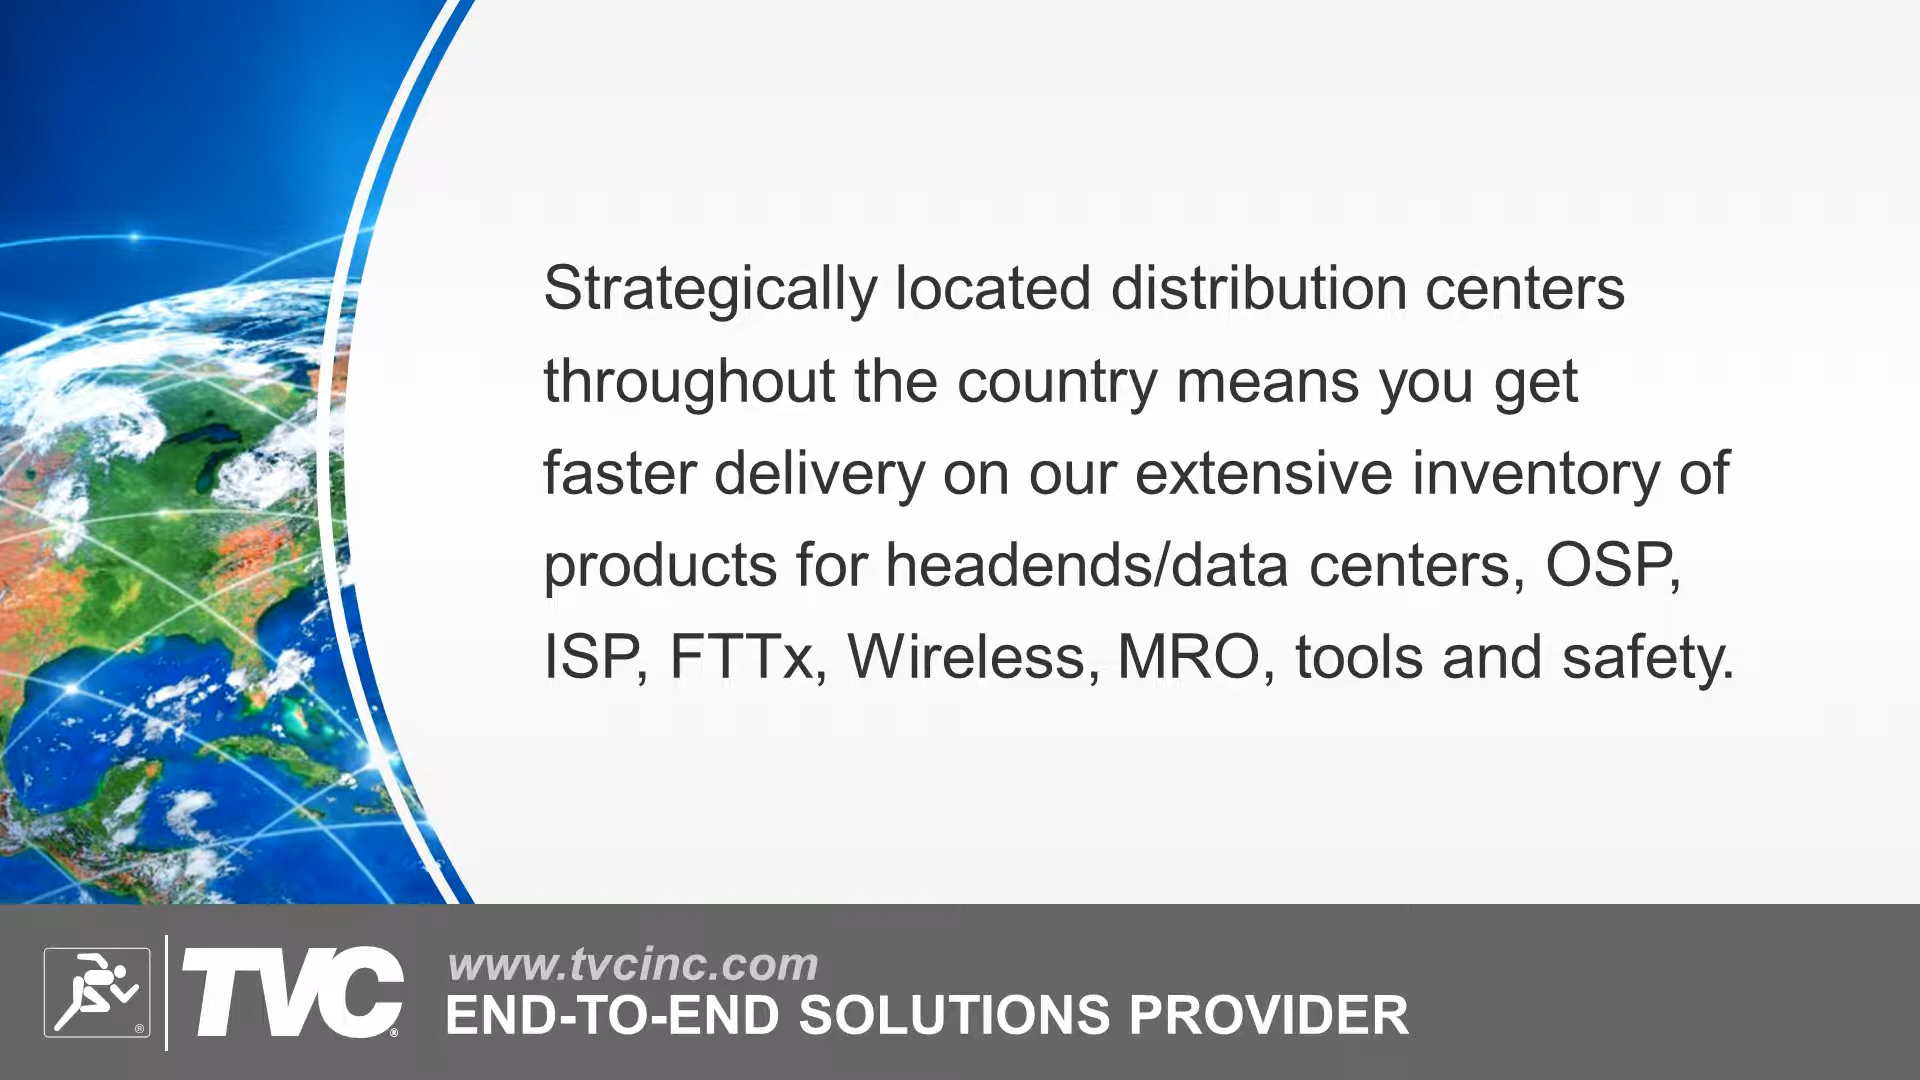 Strategically located distribution centers
throughout the country means you get
faster delivery on our extensive inventory of
products for headends/data centers, OSP,
ISP, FTTx, Wireless, MRO, tools and safety.
®
TVC®
www.tvcinc.com
END-TO-END SOLUTIONS PROVIDER